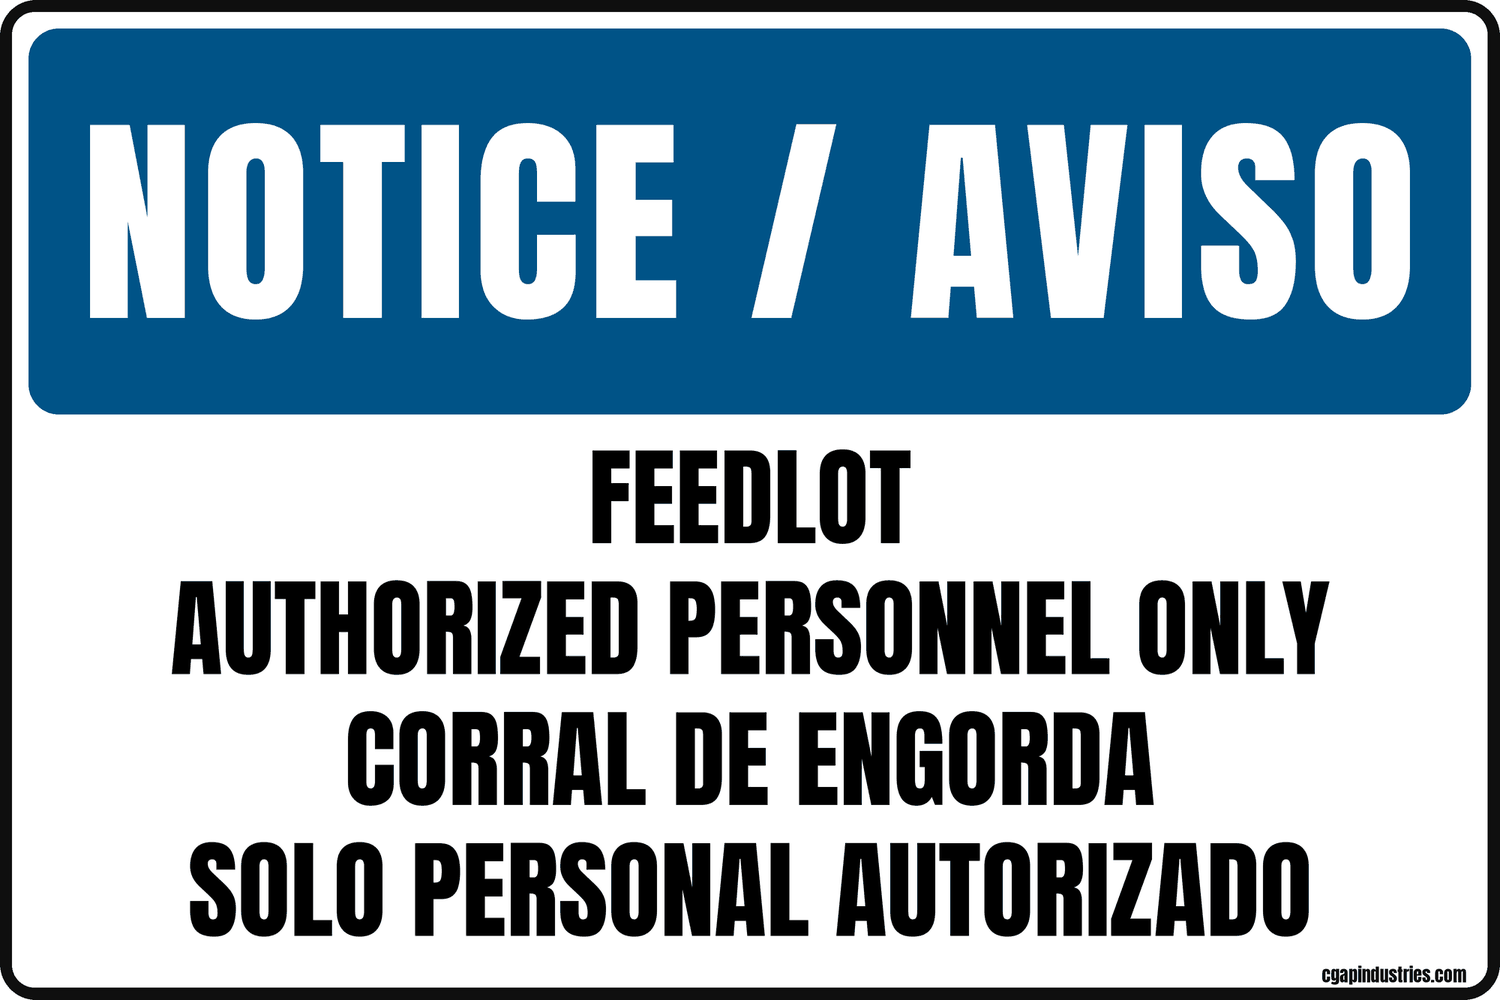 NOTICE / AVISO
FEEDLOT
AUTHORIZED PERSONNEL ONLY
CORRAL DE ENGORDA
SOLO PERSONAL AUTORIZADO
cgapindustries.com